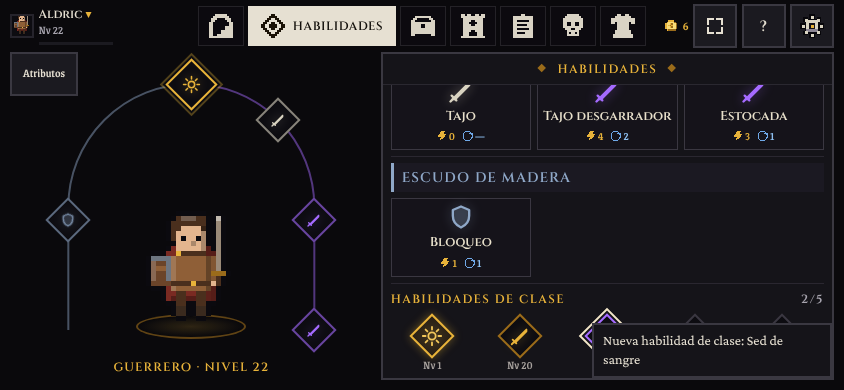 ALDRIC ▼
Nv 22
HABILIDADES
6
?
Atributos
GUERRERO · NIVEL 22
HABILIDADES
TAJO
0 —
TAJO DESGARRADOR
4 2
ESTOCADA
3 1
ESCUDO DE MADERA
BLOQUEO
1 1
HABILIDADES DE CLASE 2/5
Nv 1
Nv 20
Nueva habilidad de clase: Sed de
sangre